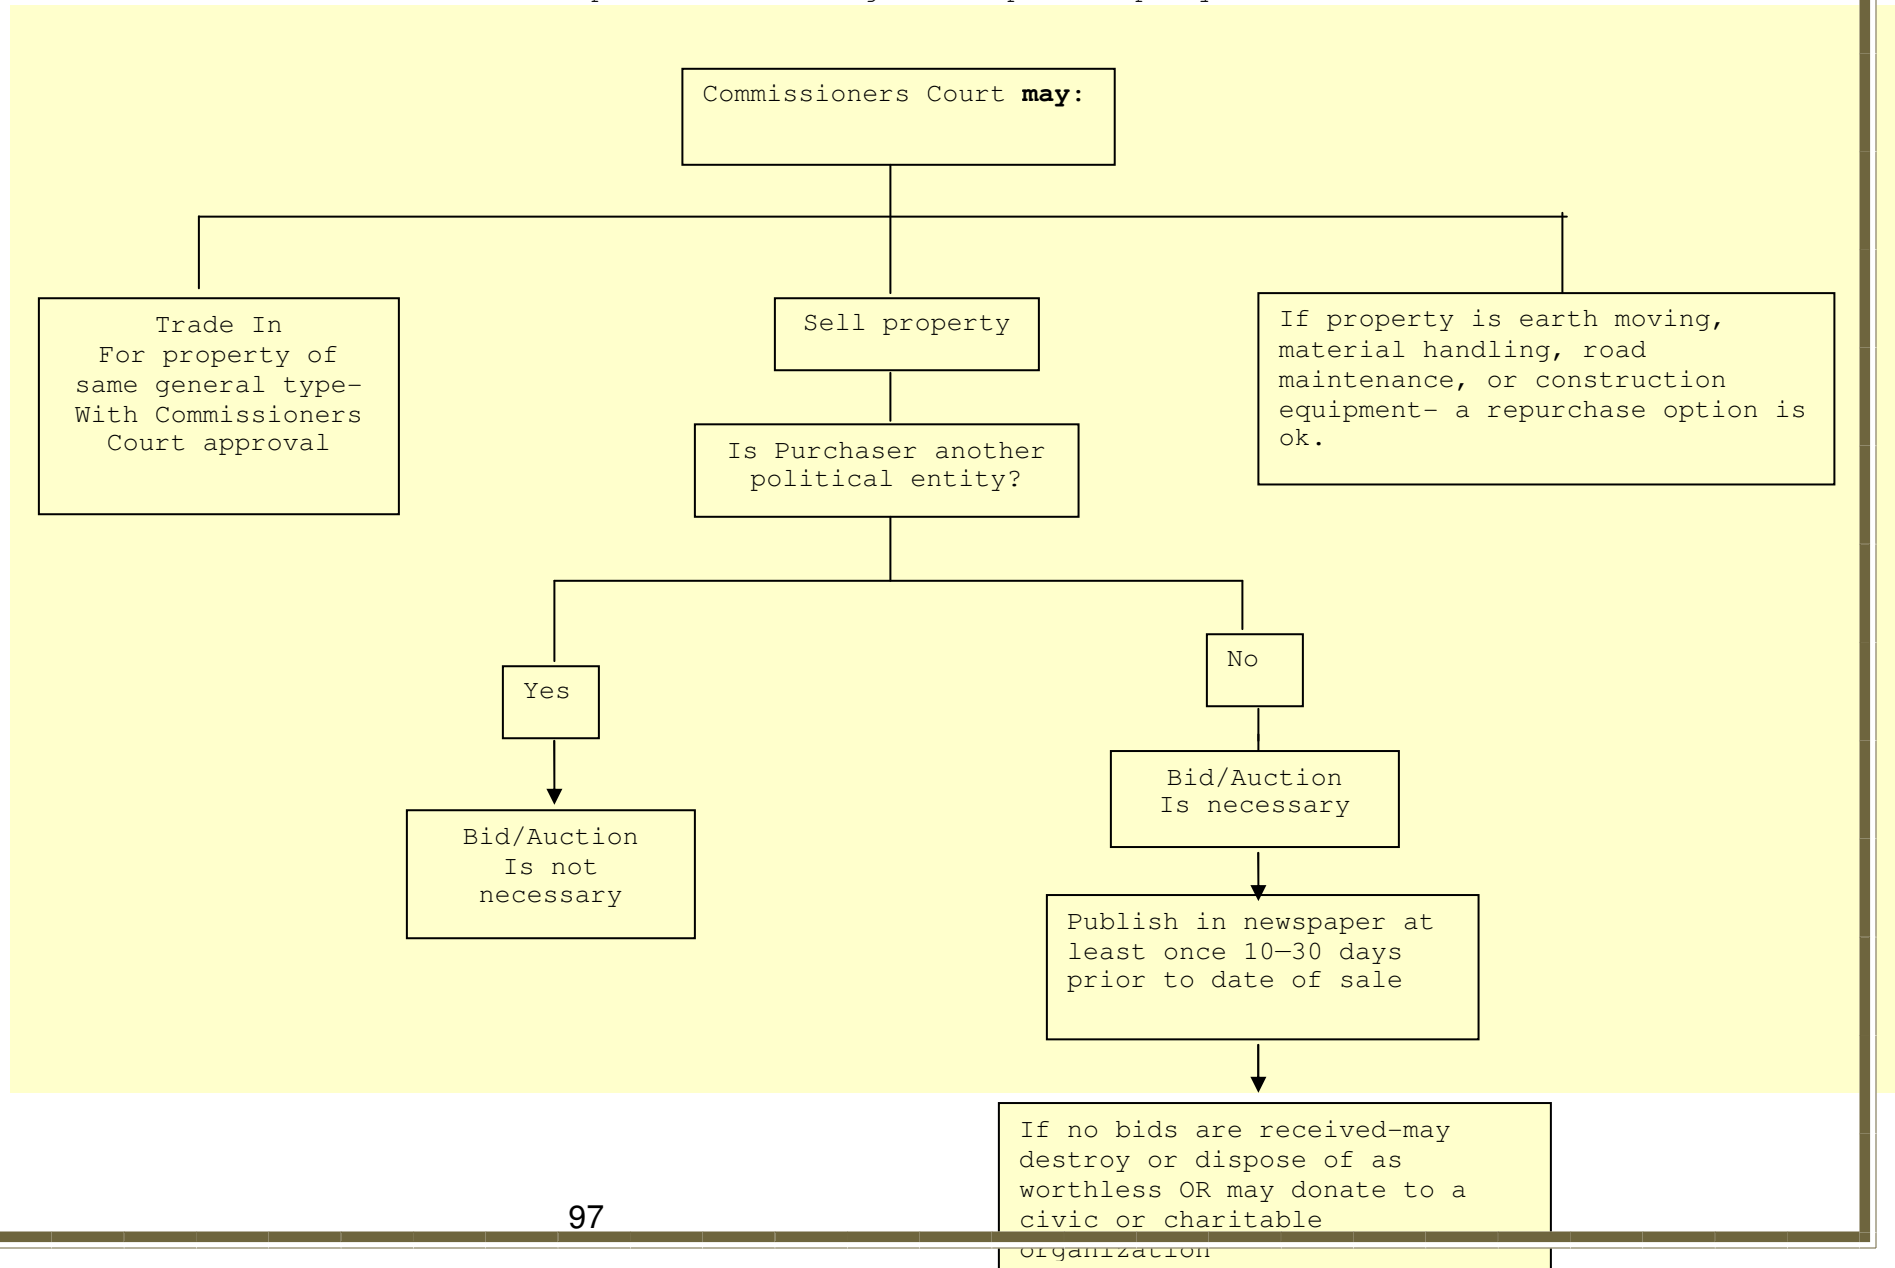 Commissioners Court may:
Trade In
For property of
same general type-
With Commissioners
Court approval
Sell property
If property is earth moving,
material handling, road
maintenance, or construction
equipment- a repurchase option is
ok.
Is Purchaser another
political entity?
Yes
No
Bid/Auction
Is not
necessary
Bid/Auction
Is necessary
Publish in newspaper at
least once 10—30 days
prior to date of sale
If no bids are received-may
destroy or dispose of as
worthless OR may donate to a
civic or charitable
organization
97